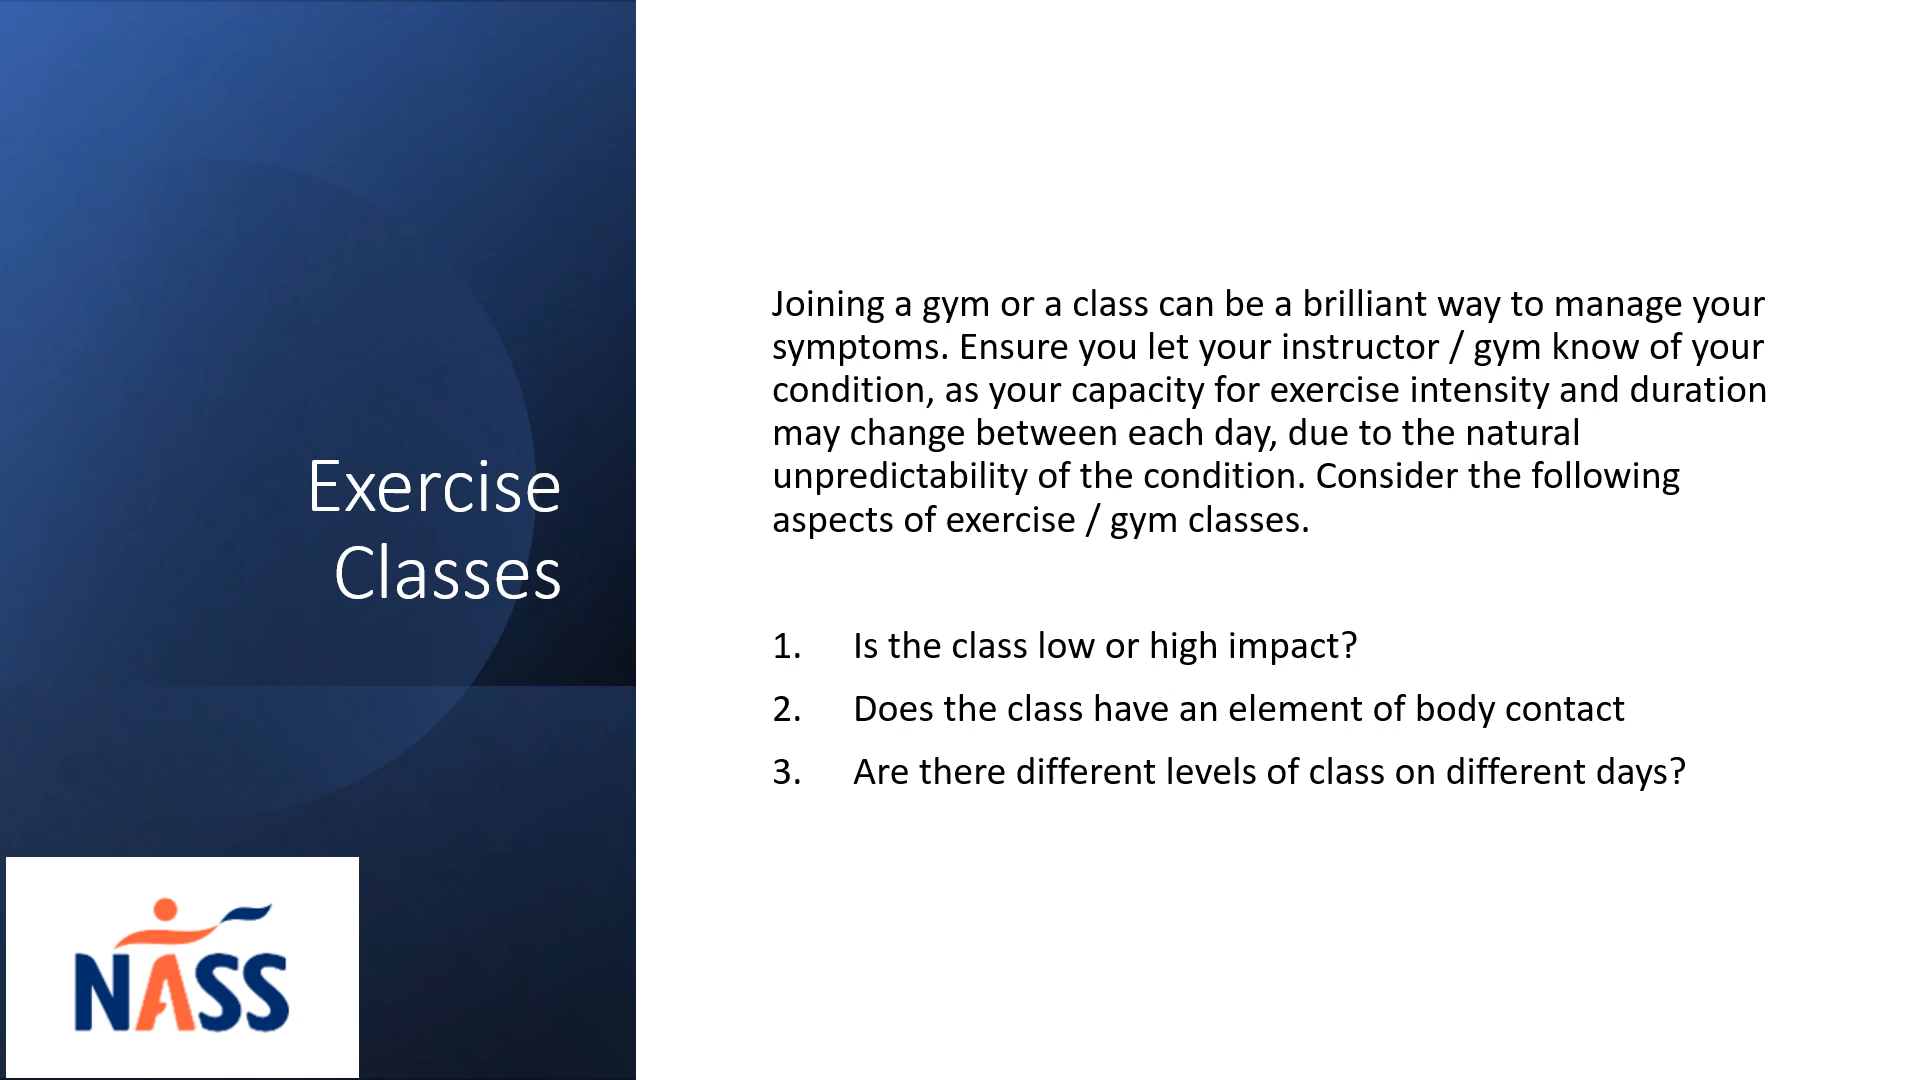 Exercise
Classes
NASS
Joining a gym or a class can be a brilliant way to manage your
symptoms. Ensure you let your instructor / gym know of your
condition, as your capacity for exercise intensity and duration
may change between each day, due to the natural
unpredictability of the condition. Consider the following
aspects of exercise / gym classes.
1. Is the class low or high impact?
2. Does the class have an element of body contact
3. Are there different levels of class on different days?